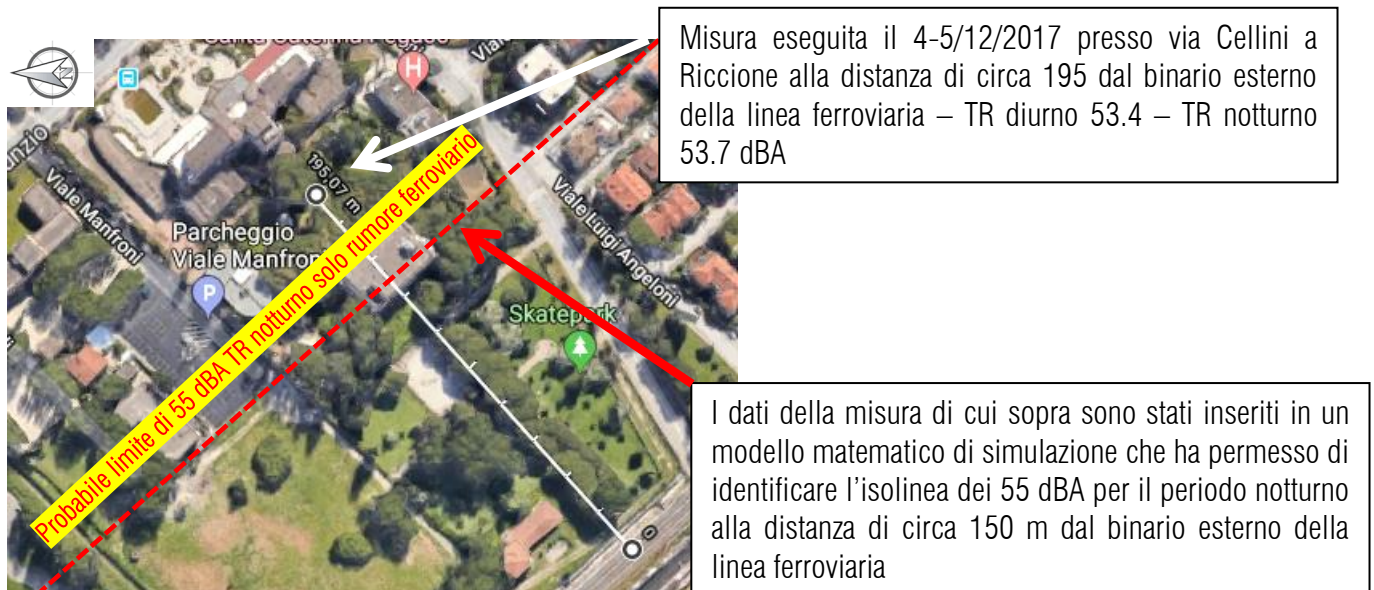 Misura eseguita il 4-5/12/2017 presso via Cellini a
Riccione alla distanza di circa 195 dal binario esterno
della linea ferroviaria – TR diurno 53.4 – TR notturno
53.7 dBA
H
N
Viale Manfroni
195,07 m
Parcheggio
Viale Manfroni
P
Probabile limite di 55 dBA TR notturno solo rumore ferroviario
Viale Luigi Angeloni
Skatepark
0
I dati della misura di cui sopra sono stati inseriti in un
modello matematico di simulazione che ha permesso di
identificare l’isolinea dei 55 dBA per il periodo notturno
alla distanza di circa 150 m dal binario esterno della
linea ferroviaria